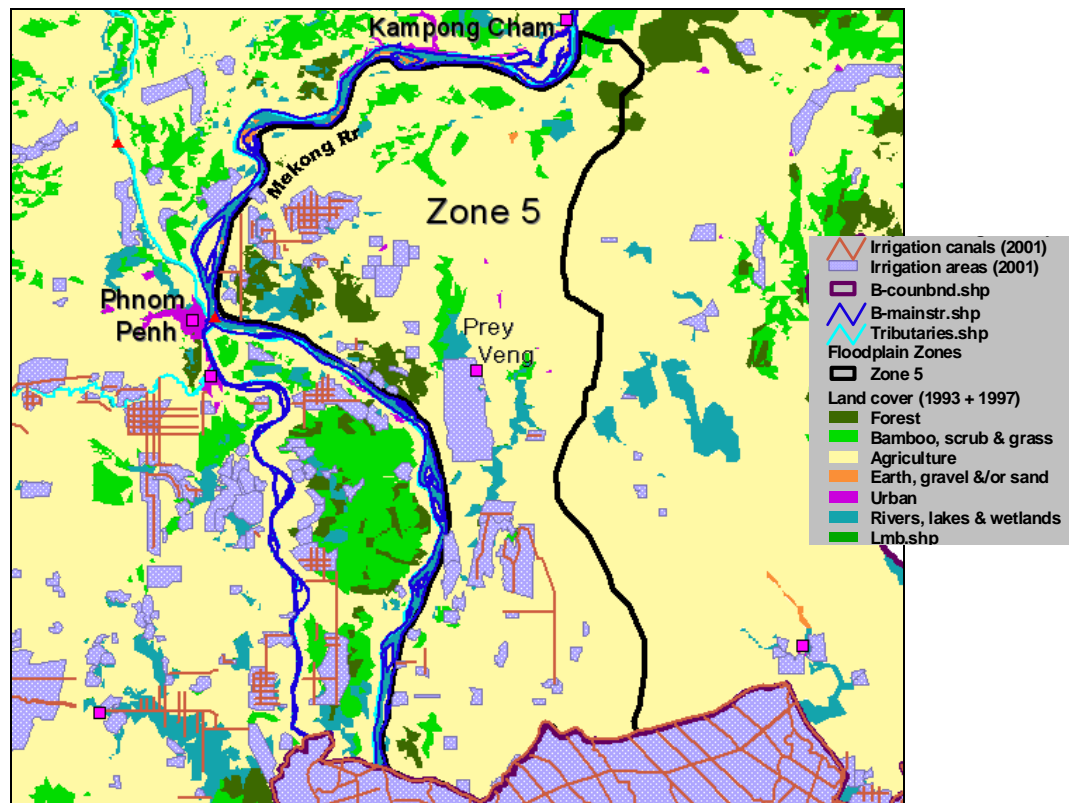 Kampong Cham
Mekong Rr
Zone 5
Phnom
Penh
Prey
Veng
Irrigation canals (2001)
Irrigation areas (2001)
B-counbnd.shp
B-mainstr.shp
Tributaries.shp
Floodplain Zones
Zone 5
Land cover (1993 + 1997)
Forest
Bamboo, scrub & grass
Agriculture
Earth, gravel &/or sand
Urban
Rivers, lakes & wetlands
Lmb.shp